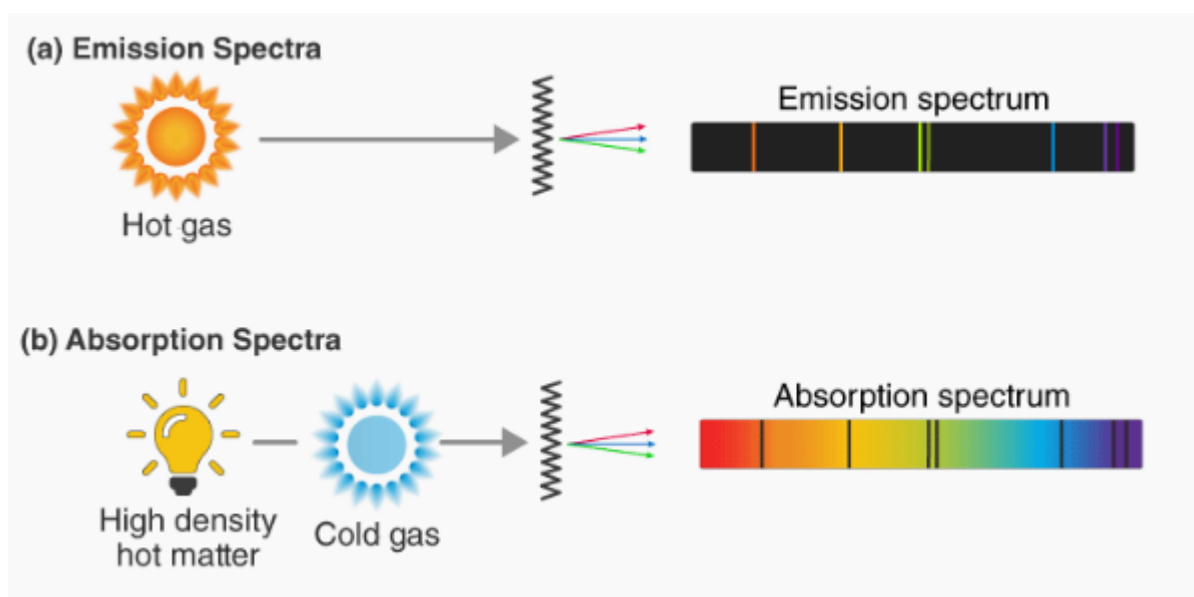 (a) Emission Spectra
Emission spectrum
Hot gas
(b) Absorption Spectra
Absorption spectrum
High density
hot matter
Cold gas